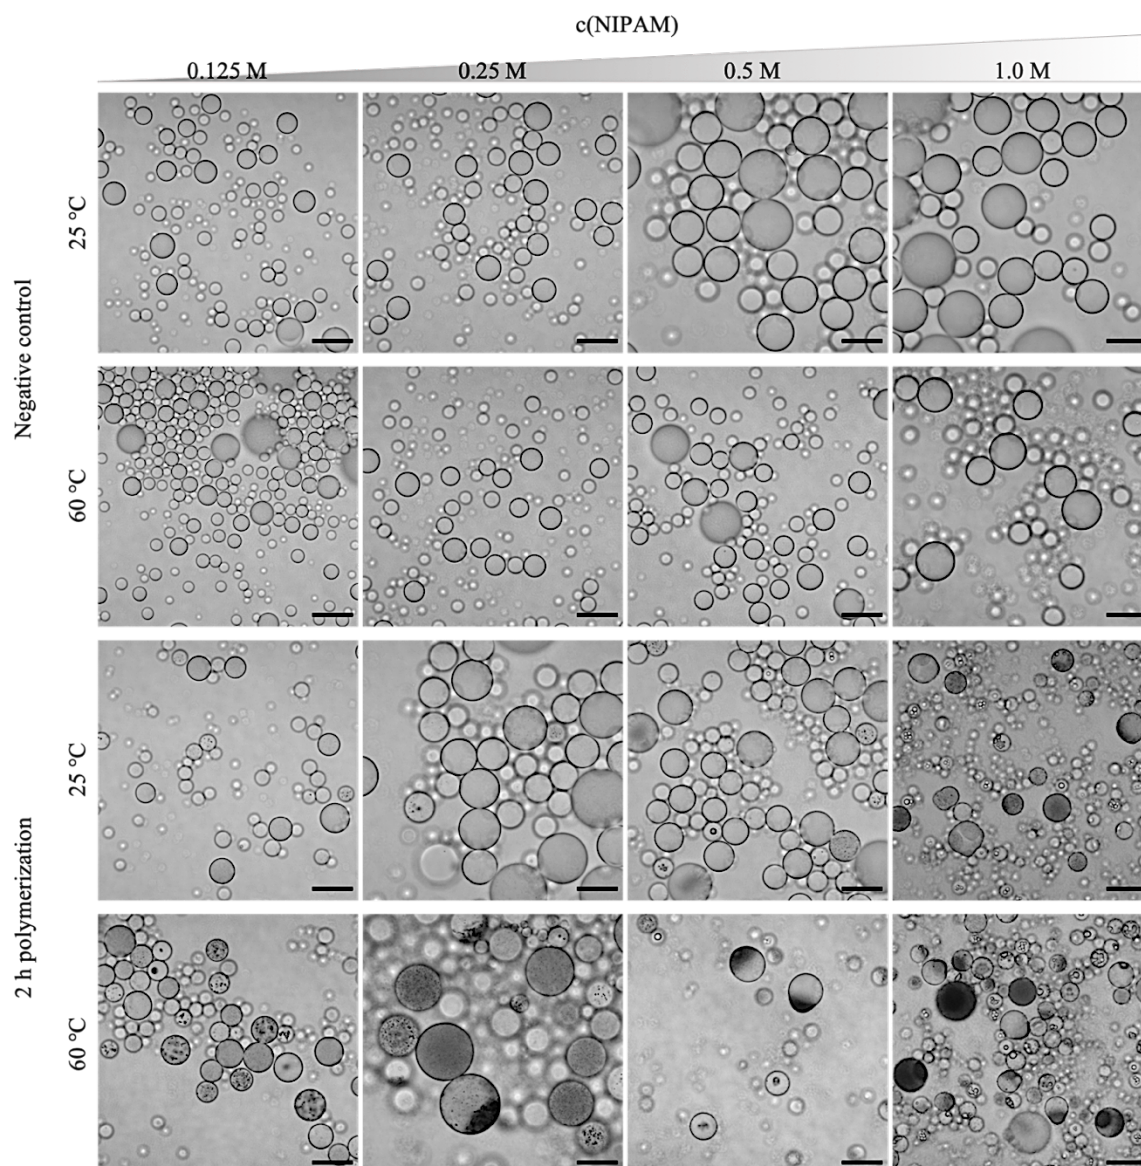 c(NIPAM)
0.125 M 0.25 M 0.5 M 1.0 M
Negative control
25 °C
60 °C
2 h polymerization
25 °C
60 °C